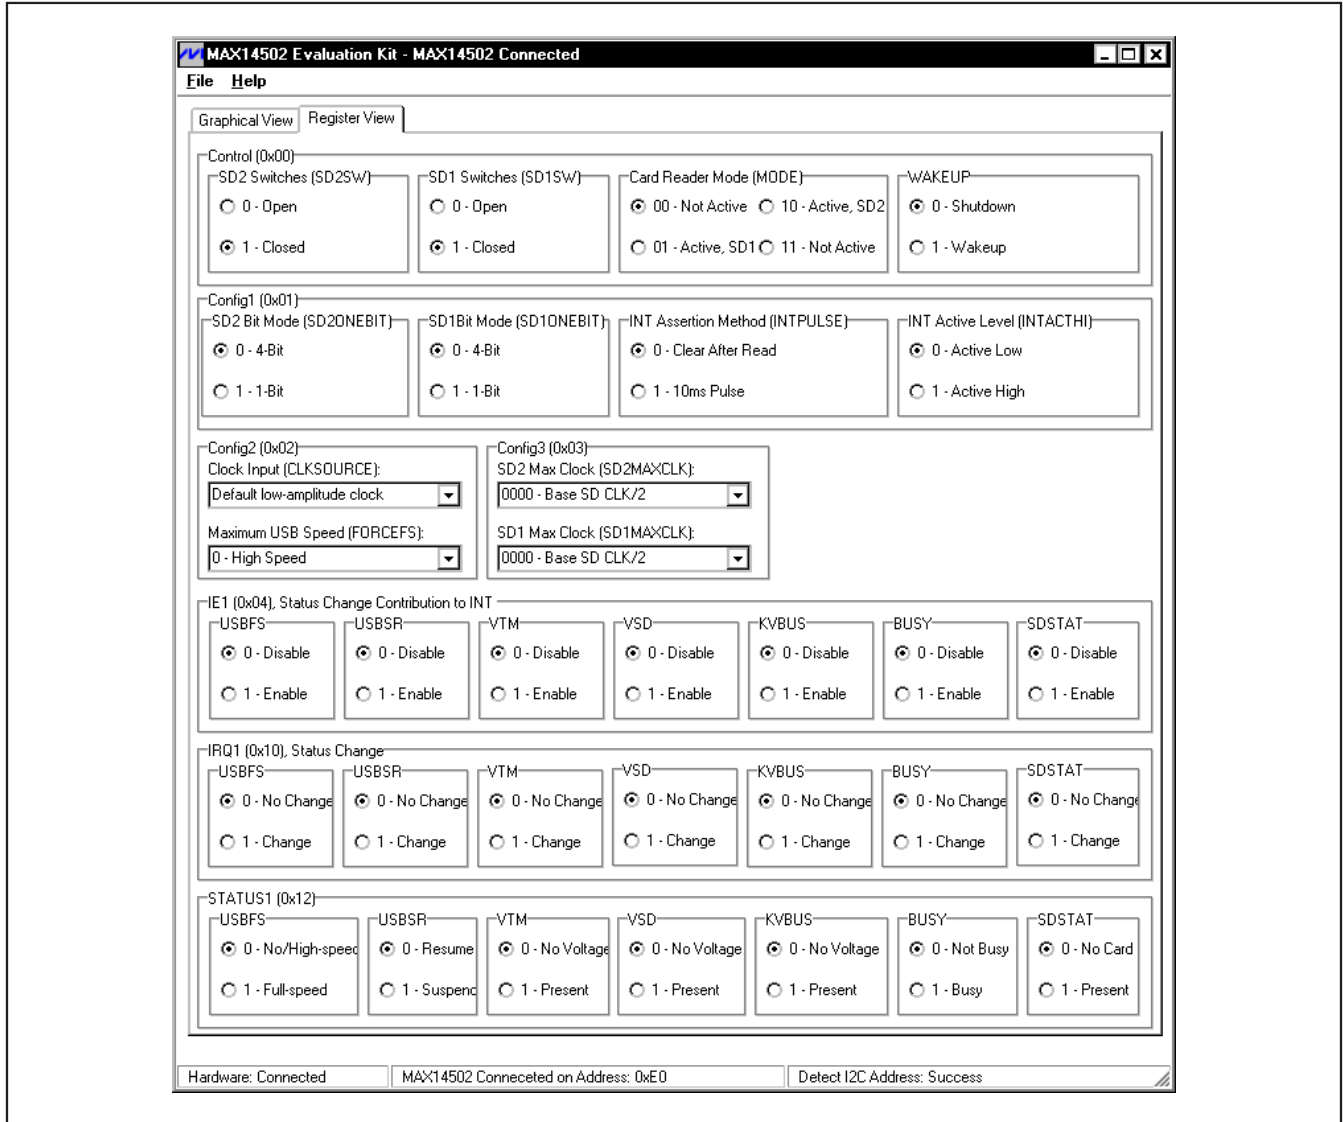 MAX14502 Evaluation Kit - MAX14502 Connected
File Help
Graphical View Register View
Control (0x00)
SD2 Switches (SD2SW) SD1 Switches (SD1SW) Card Reader Mode (MODE) WAKEUP
0 - Open 0 - Open 00 - Not Active 10 - Active, SD2 0 - Shutdown
1 - Closed 1 - Closed 01 - Active, SD1 11 - Not Active 1 - Wakeup
Config1 (0x01)
SD2 Bit Mode (SD2ONEBIT) SD1Bit Mode (SD1ONEBIT) INT Assertion Method (INTPULSE) INT Active Level (INTACTHI)
0 - 4-Bit 0 - 4-Bit 0 - Clear After Read 0 - Active Low
1 - 1-Bit 1 - 1-Bit 1 - 10ms Pulse 1 - Active High
Config2 (0x02) Config3 (0x03)
Clock Input (CLKSOURCE): SD2 Max Clock (SD2MAXCLK):
Default low-amplitude clock 0000 - Base SD CLK/2
Maximum USB Speed (FORCEFS): SD1 Max Clock (SD1MAXCLK):
0 - High Speed 0000 - Base SD CLK/2
IE1 (0x04), Status Change Contribution to INT
USBFS USBSR VTM VSD KVBUS BUSY SDSTAT
0 - Disable 0 - Disable 0 - Disable 0 - Disable 0 - Disable 0 - Disable 0 - Disable
1 - Enable 1 - Enable 1 - Enable 1 - Enable 1 - Enable 1 - Enable 1 - Enable
IRQ1 (0x10), Status Change
USBFS USBSR VTM VSD KVBUS BUSY SDSTAT
0 - No Change 0 - No Change 0 - No Change 0 - No Change 0 - No Change 0 - No Change 0 - No Change
1 - Change 1 - Change 1 - Change 1 - Change 1 - Change 1 - Change 1 - Change
STATUS1 (0x12)
USBFS USBSR VTM VSD KVBUS BUSY SDSTAT
0 - No/High-speed 0 - Resume 0 - No Voltage 0 - No Voltage 0 - No Voltage 0 - Not Busy 0 - No Card
1 - Full-speed 1 - Suspend 1 - Present 1 - Present 1 - Present 1 - Busy 1 - Present
Hardware: Connected MAX14502 Conneceted on Address: 0xE0 Detect I2C Address: Success